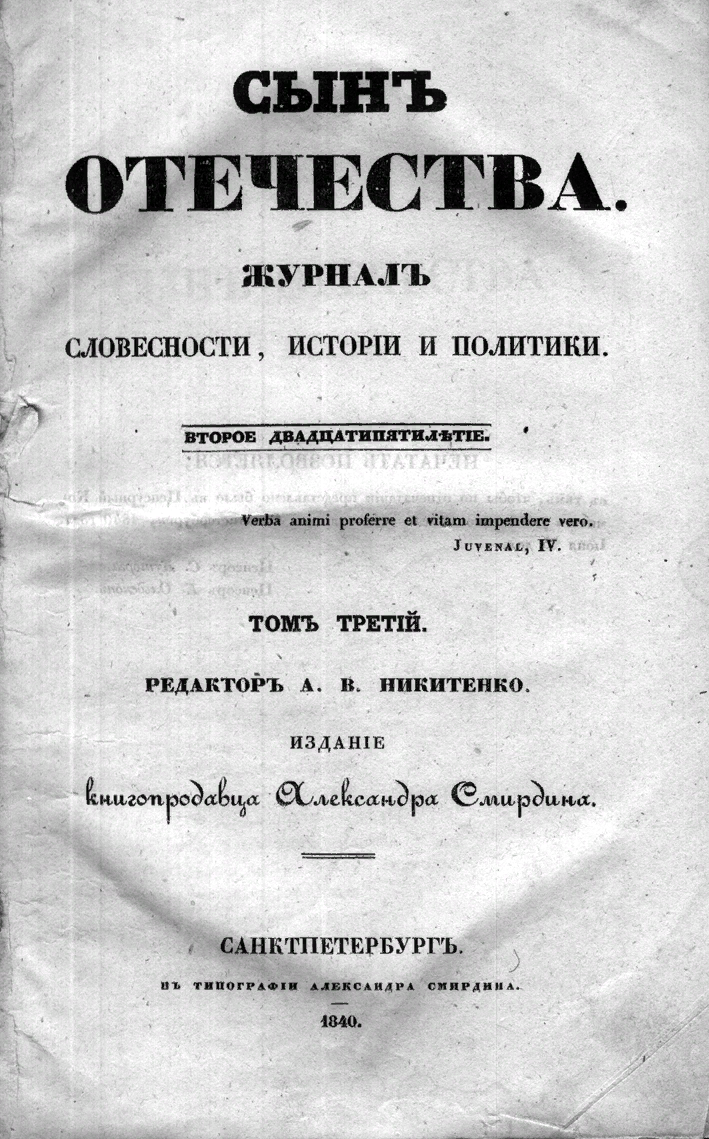 СЫНЪ
ОТЕЧЕСТВА.
ЖУРНАЛЪ
СЛОВЕСНОСТИ, ИСТОРІИ И ПОЛИТИКИ.
ВТОРОЕ ДВАДЦАТИПЯТИЛѢТІЕ.
Verba animi proferre et vitam impendere vero.
JUVENAL, IV.
ТОМЪ ТРЕТІЙ.
РЕДАКТОРЪ А. В. НИКИТЕНКО.
ИЗДАНІЕ
книгопродавца Александра Смирдина.
САНКТПЕТЕРБУРГЪ.
ВЪ ТИПОГРАФІИ АЛЕКСАНДРА СМИРДИНА.
1840.